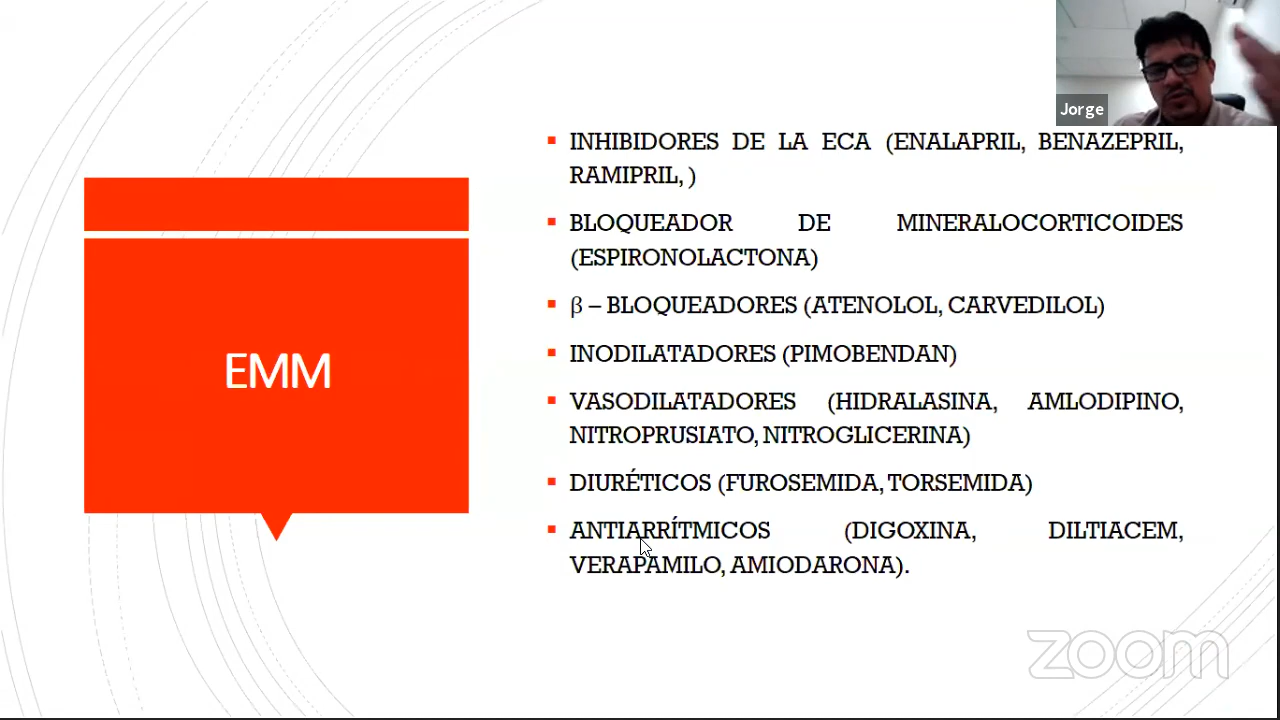 Jorge
EMM
▪ INHIBIDORES DE LA ECA (ENALAPRIL, BENAZEPRIL,
RAMIPRIL, )
▪ BLOQUEADOR DE MINERALOCORTICOIDES
(ESPIRONOLACTONA)
▪ β – BLOQUEADORES (ATENOLOL, CARVEDILOL)
▪ INODILATADORES (PIMOBENDAN)
▪ VASODILATADORES (HIDRALASINA, AMLODIPINO,
NITROPRUSIATO, NITROGLICERINA)
▪ DIURÉTICOS (FUROSEMIDA, TORSEMIDA)
▪ ANTIARRÍTMICOS (DIGOXINA, DILTIACEM,
VERAPAMILO, AMIODARONA).
zoom